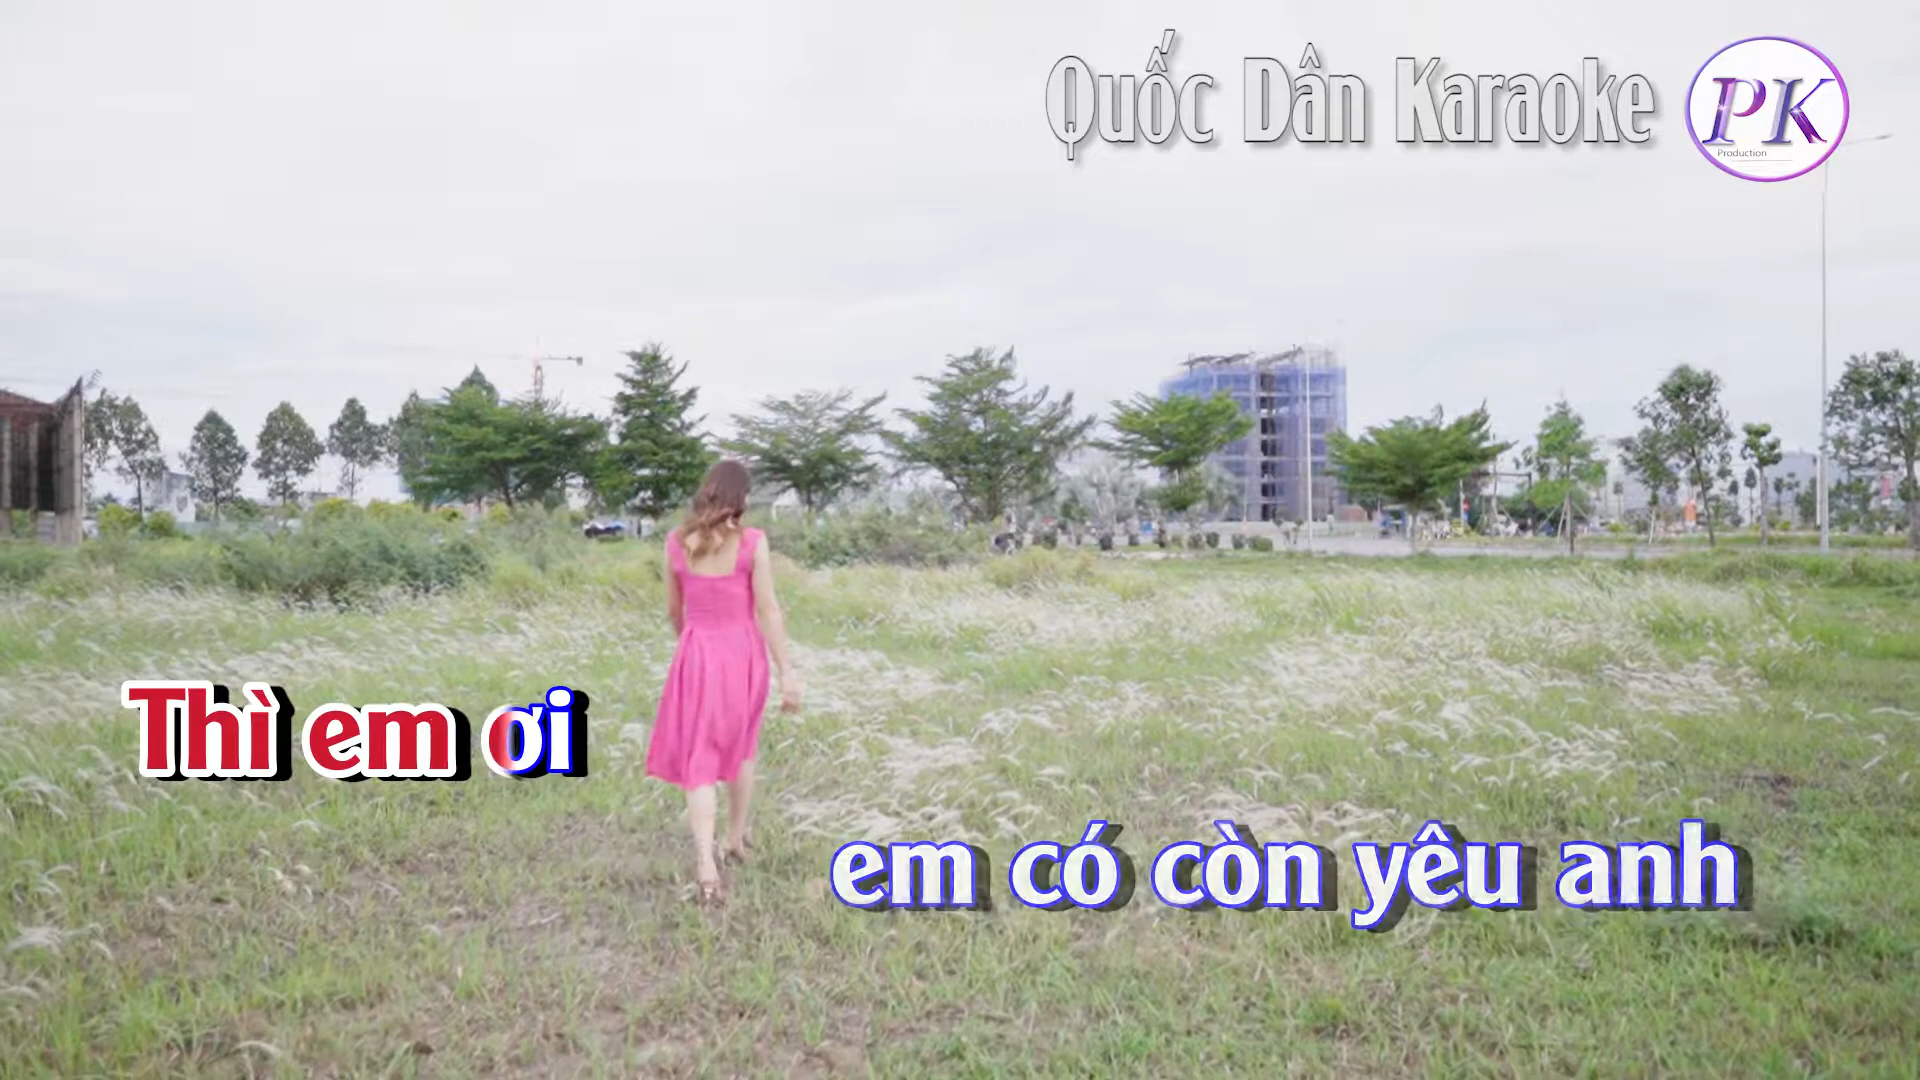 Quốc Dân Karaoke
PK
Production
Thì em ơi
em có còn yêu anh